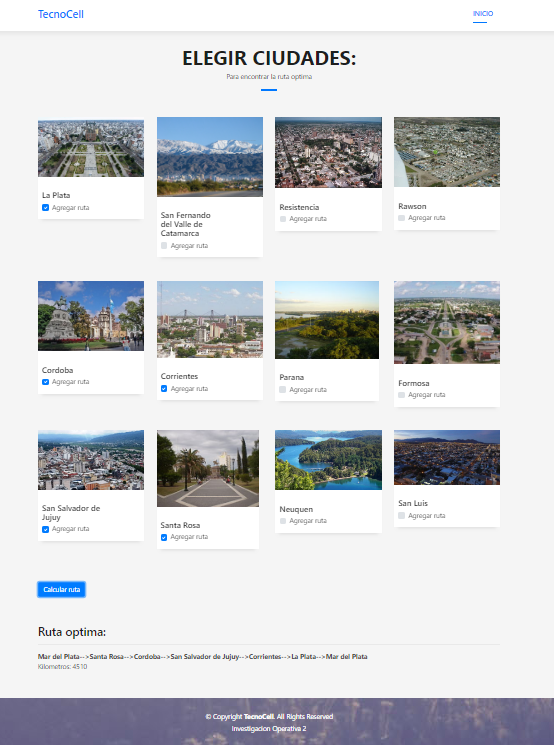 TecnoCell
INICIO
ELEGIR CIUDADES:
Para encontrar la ruta optima
La Plata
Agregar ruta
San Fernando
del Valle de
Catamarca
Agregar ruta
Resistencia
Agregar ruta
Rawson
Agregar ruta
Cordoba
Agregar ruta
Corrientes
Agregar ruta
Parana
Agregar ruta
Formosa
Agregar ruta
San Salvador de
Jujuy
Agregar ruta
Santa Rosa
Agregar ruta
Neuquen
Agregar ruta
San Luis
Agregar ruta
Calcular ruta
Ruta optima:
Mar del Plata-->Santa Rosa-->Cordoba-->San Salvador de Jujuy-->Corrientes-->La Plata-->Mar del Plata
Kilometros: 4510
© Copyright TecnoCell. All Rights Reserved
Investigacion Operative 2